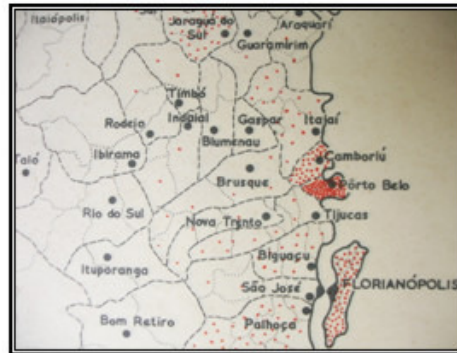 Itaiópolis
Sul
Jaraguá do
Sul
Araquari
Guaramirim
Timbó
Rodeio
Indaial
Gaspar
Itajaí
Blumenau
Taió
Ibirama
Camboriú
Brusque
Pôrto Belo
Rio do Sul
Nova Trento
Tijucas
Biguaçu
Ituporanga
FLORIANÓPOLIS
São José
Bom Retiro
Palhoça